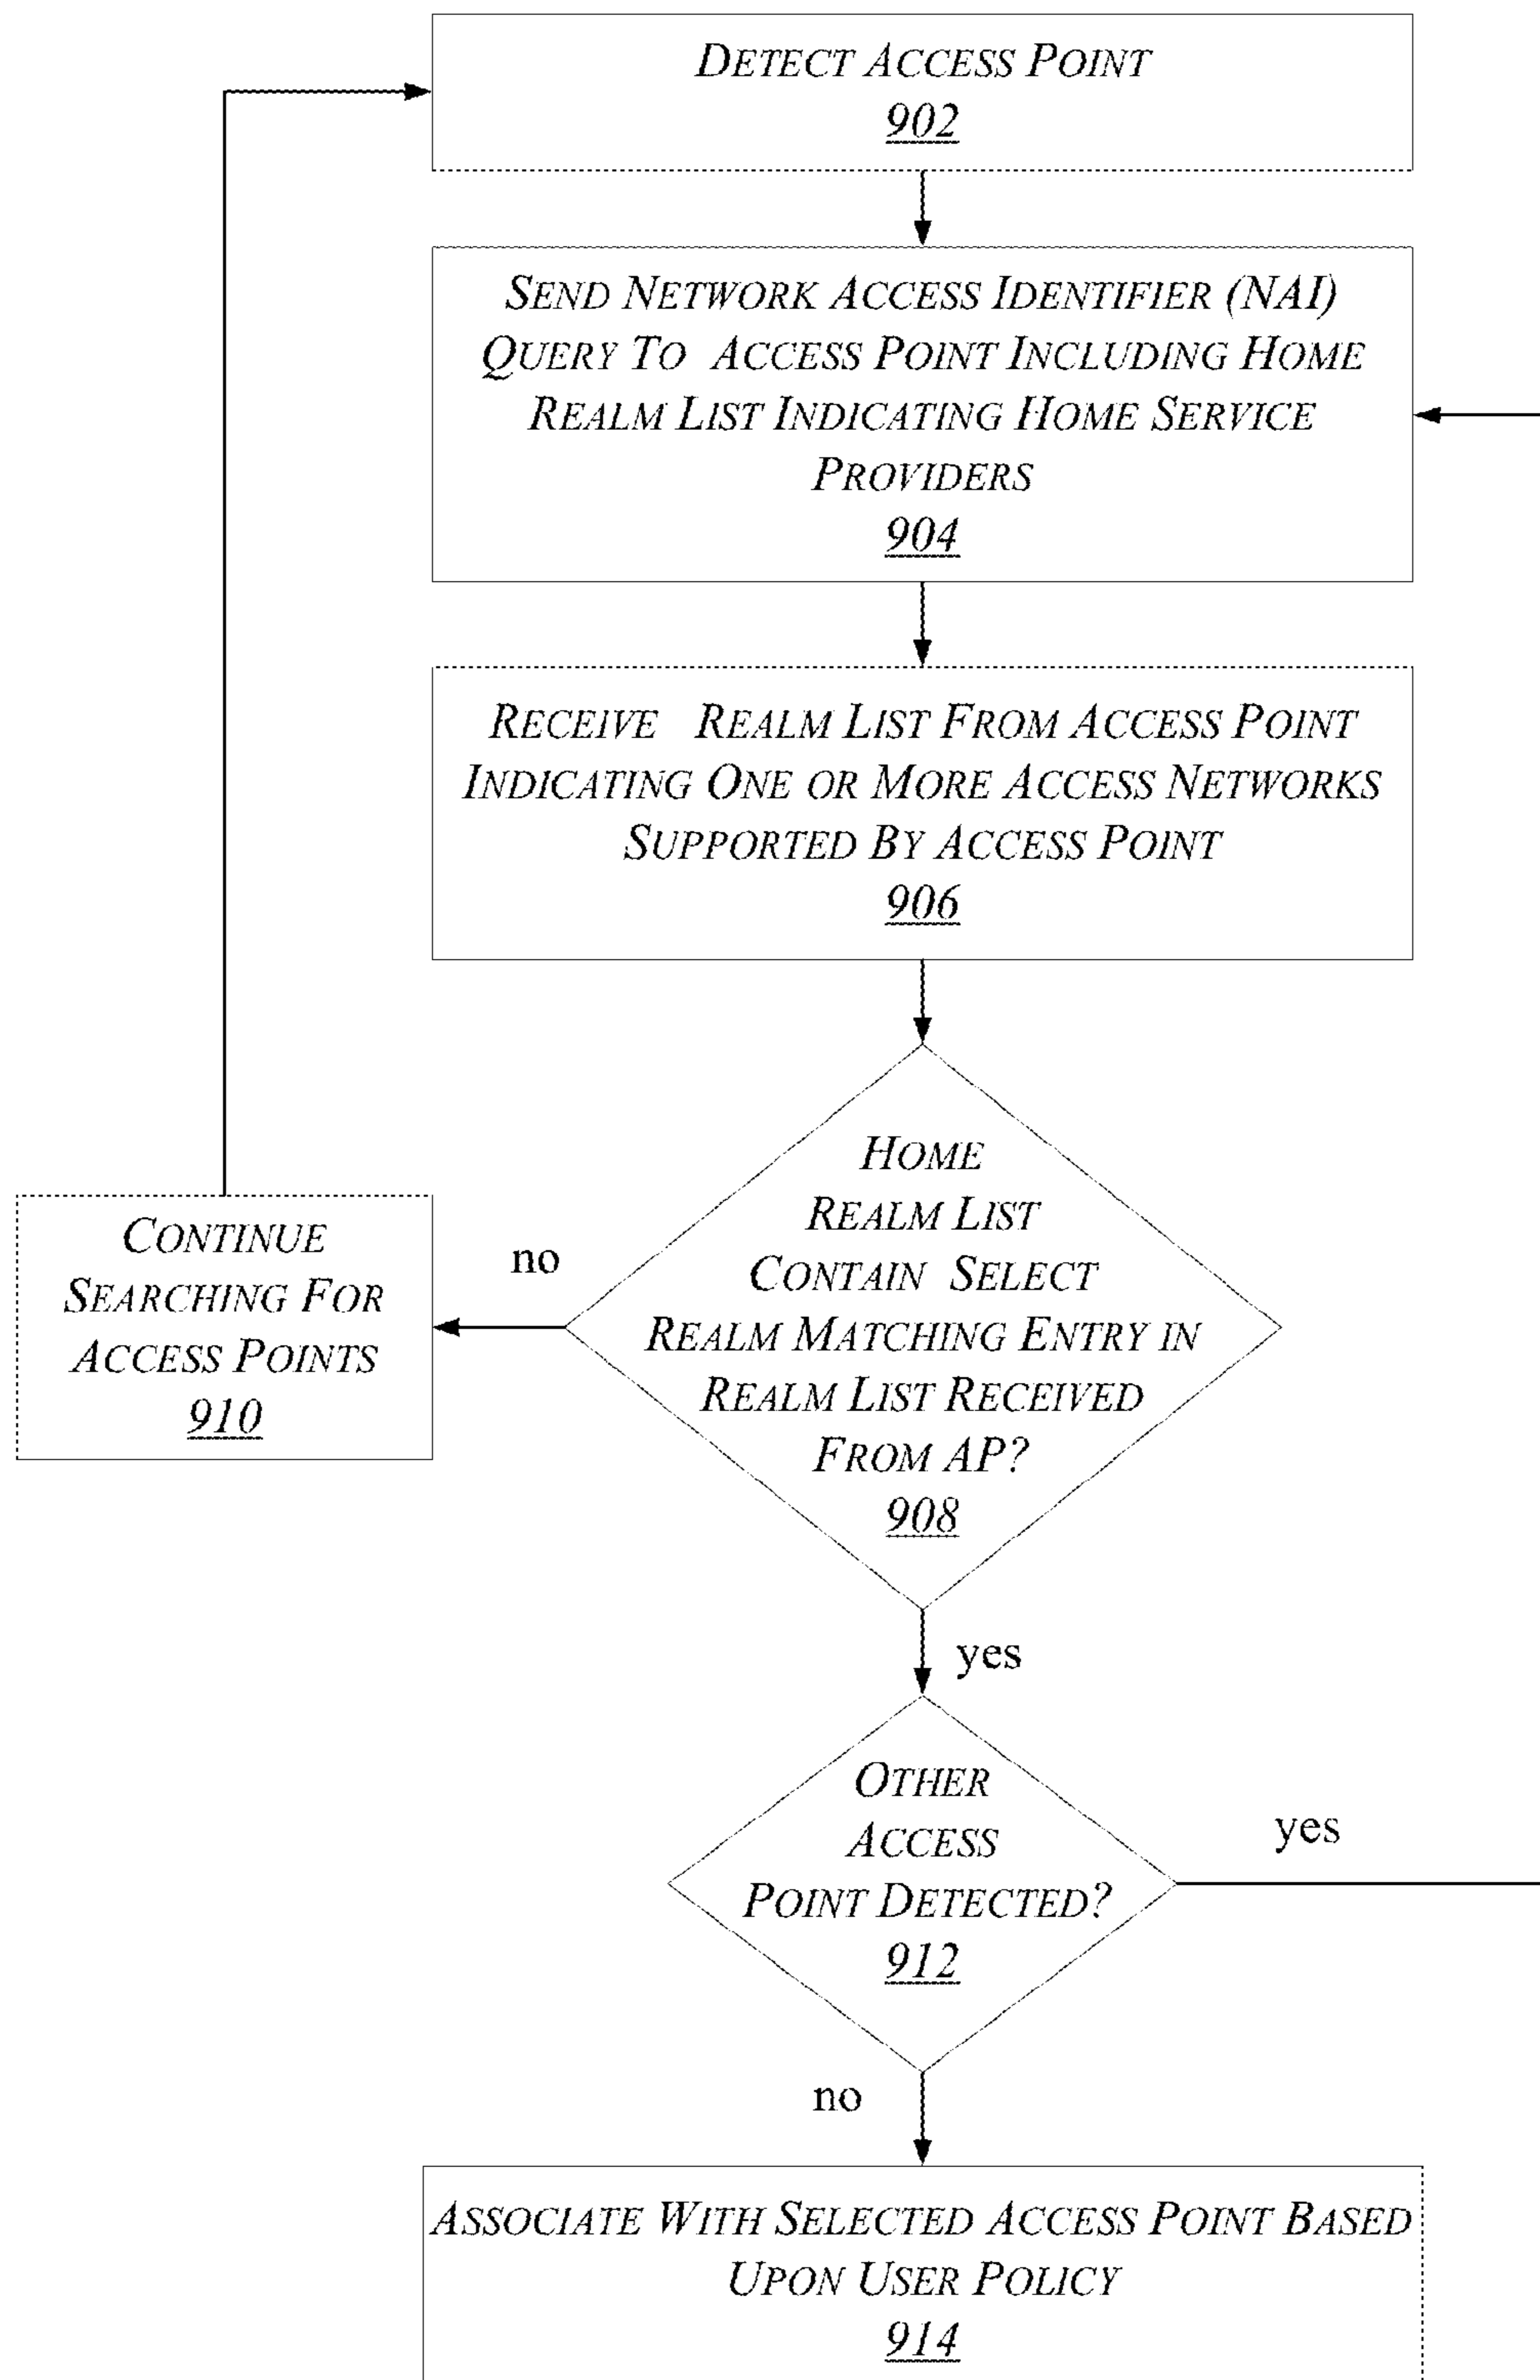 DETECT ACCESS POINT
902
SEND NETWORK ACCESS IDENTIFIER (NAI)
QUERY TO ACCESS POINT INCLUDING HOME
REALM LIST INDICATING HOME SERVICE
PROVIDERS
904
RECEIVE REALM LIST FROM ACCESS POINT
INDICATING ONE OR MORE ACCESS NETWORKS
SUPPORTED BY ACCESS POINT
906
HOME
REALM LIST
CONTAIN SELECT
REALM MATCHING ENTRY IN
REALM LIST RECEIVED
FROM AP?
908
no
CONTINUE
SEARCHING FOR
ACCESS POINTS
910
yes
OTHER
ACCESS
POINT DETECTED?
912
yes
no
ASSOCIATE WITH SELECTED ACCESS POINT BASED
UPON USER POLICY
914